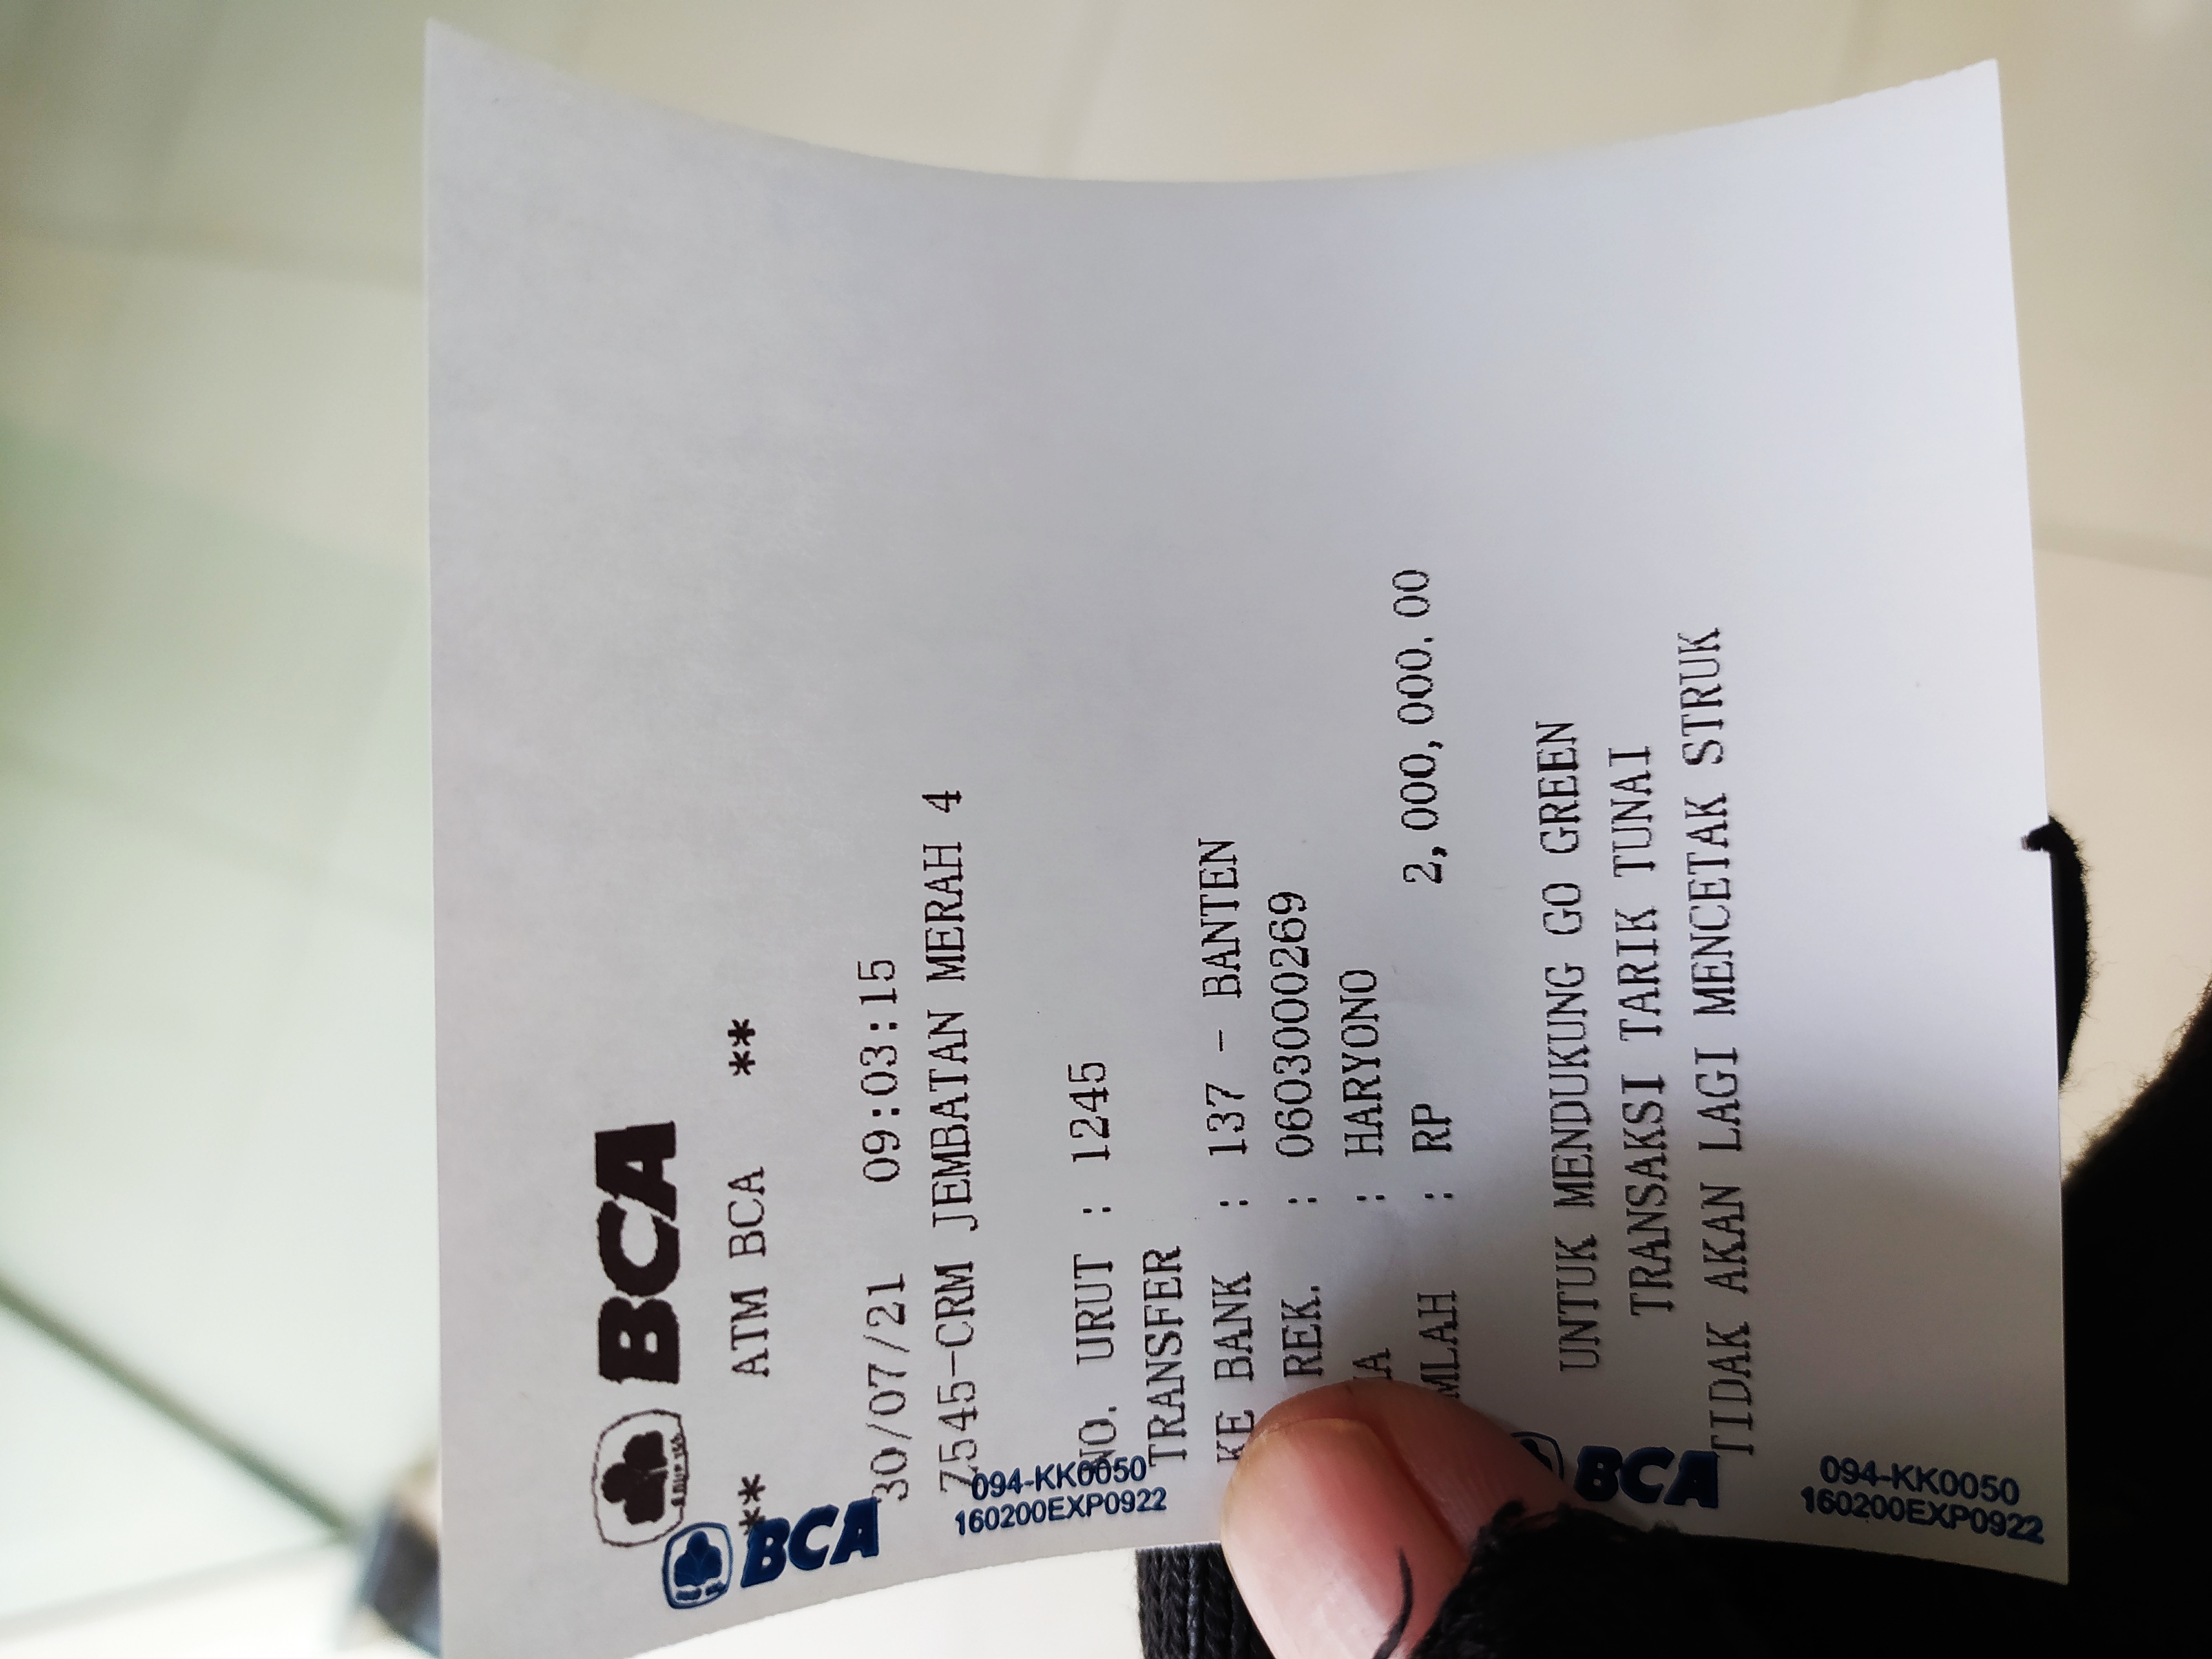 BCA
** ATM BCA **
30/07/21 09:03:15
7545-CRM JEMBATAN MERAH 4
NO. URUT : 1245
TRANSFER
KE BANK : 137 - BANTEN
REK. : 0603000269
: HARYONO
MLAH : RP 2,000,000.00
UNTUK MENDUKUNG GO GREEN
TRANSAKSI TARIK TUNAI
TIDAK AKAN LAGI MENCETAK STRUK
BCA
094-KK0050
160200EXP0922
BCA
094-KK0050
160200EXP0922